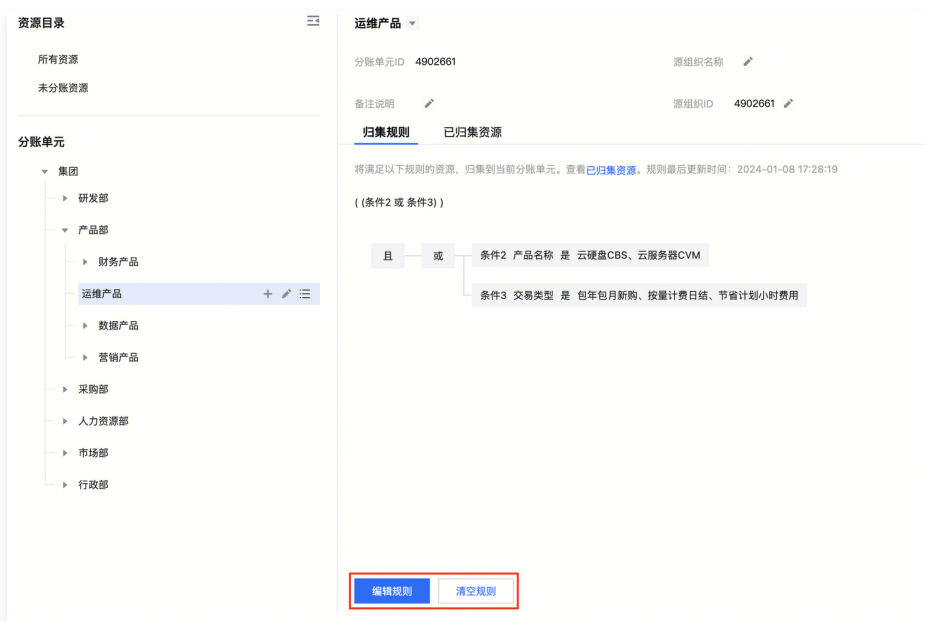 资源目录
所有资源
未分账资源
分账单元
集团
研发部
产品部
财务产品
运维产品
数据产品
营销产品
采购部
人力资源部
市场部
行政部
运维产品
分账单元ID 4902661
源组织名称
备注说明
源组织ID 4902661
归集规则 已归集资源
将满足以下规则的资源，归集到当前分账单元。查看已归集资源。规则最后更新时间：2024-01-08 17:28:19
( (条件2 或 条件3) )
且 或 条件2 产品名称 是 云硬盘CBS、云服务器CVM
条件3 交易类型 是 包年包月新购、按量计费日结、节省计划小时费用
编辑规则 清空规则